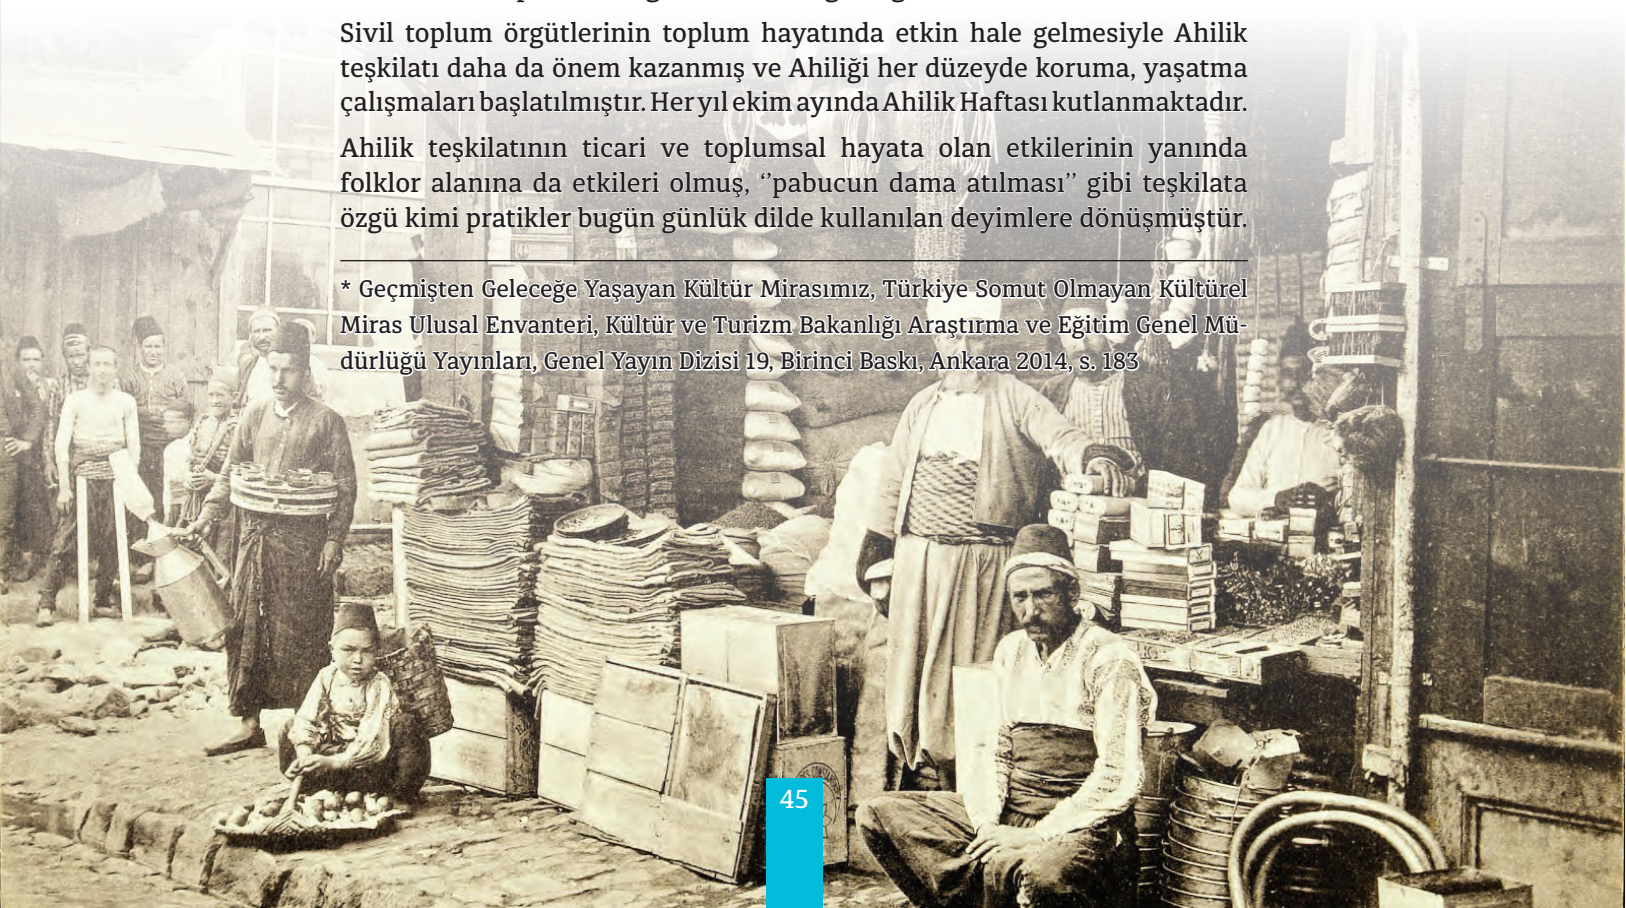 Sivil toplum örgütlerinin toplum hayatında etkin hale gelmesiyle Ahilik
teşkilatı daha da önem kazanmış ve Ahiliği her düzeyde koruma, yaşatma
çalışmaları başlatılmıştır. Her yıl ekim ayında Ahilik Haftası kutlanmaktadır.
Ahilik teşkilatının ticari ve toplumsal hayata olan etkilerinin yanında
folklor alanına da etkileri olmuş, ‘’pabucun dama atılması’’ gibi teşkilata
özgü kimi pratikler bugün günlük dilde kullanılan deyimlere dönüşmüştür.
* Geçmişten Geleceğe Yaşayan Kültür Mirasımız, Türkiye Somut Olmayan Kültürel
Miras Ulusal Envanteri, Kültür ve Turizm Bakanlığı Araştırma ve Eğitim Genel Mü-
dürlüğü Yayınları, Genel Yayın Dizisi 19, Birinci Baskı, Ankara 2014, s. 183
45